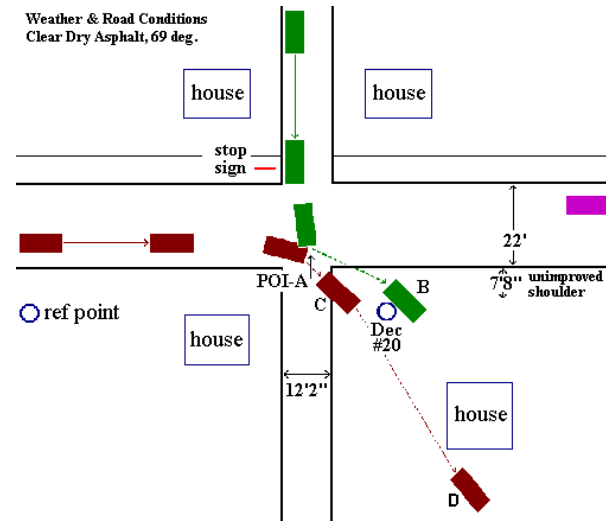 Weather & Road Conditions
Clear Dry Asphalt, 69 deg.
house
house
stop
sign
22'
POI-A
C
B
7'8" unimproved
shoulder
ref point
Dec
#20
house
12'2"
house
D